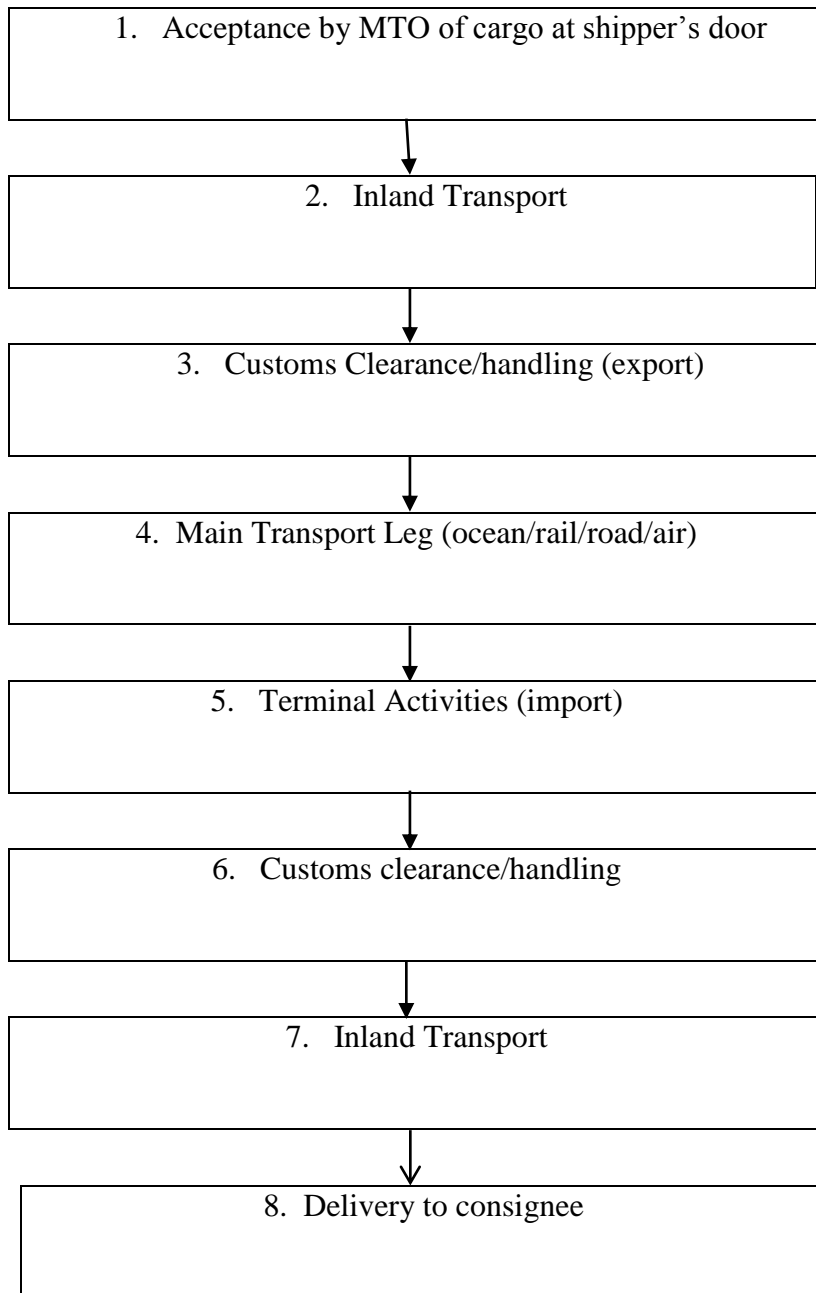 1. Acceptance by MTO of cargo at shipper’s door
2. Inland Transport
3. Customs Clearance/handling (export)
4. Main Transport Leg (ocean/rail/road/air)
5. Terminal Activities (import)
6. Customs clearance/handling
7. Inland Transport
8. Delivery to consignee